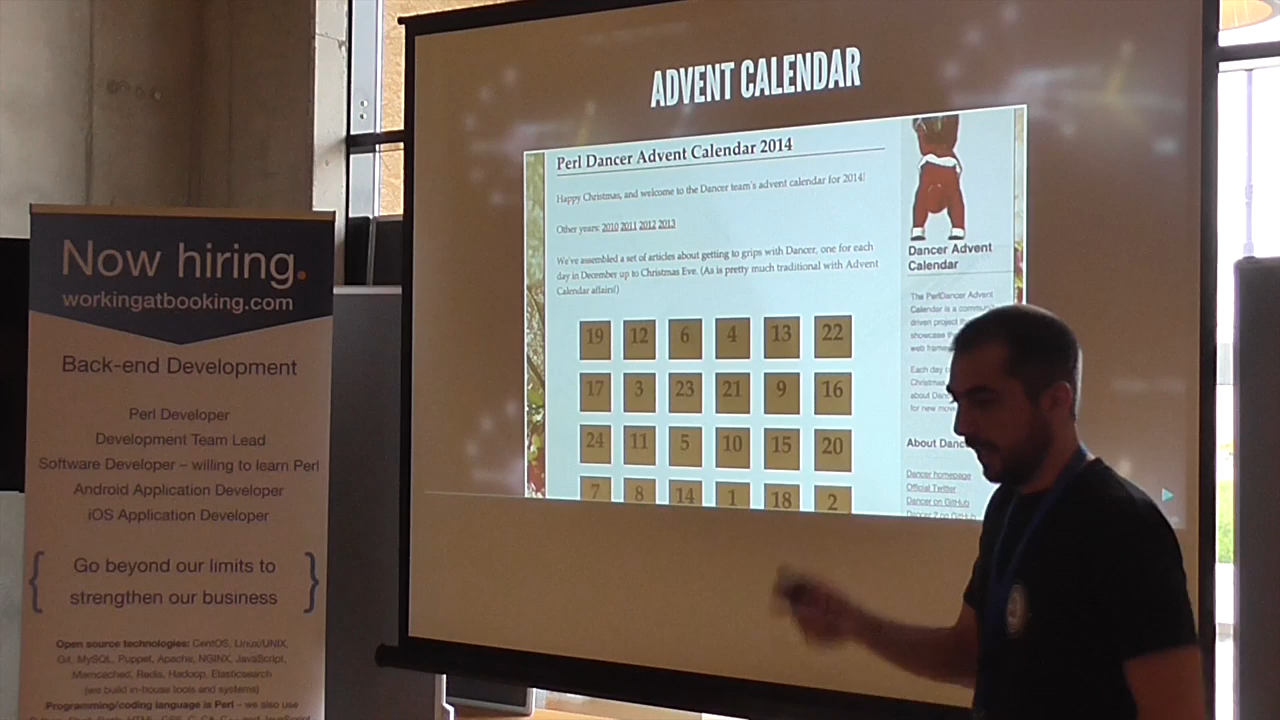 Now hiring.
workingatbooking.com
Back-end Development
Perl Developer
Development Team Lead
Software Developer – willing to learn Perl
Android Application Developer
iOS Application Developer
{ Go beyond our limits to
strengthen our business }
Open source technologies: CentOS, Linux/UNIX,
Git, MySQL, Puppet, Apache, NGINX, JavaScript,
Memcached, Redis, Hadoop, Elasticsearch
(we build in-house tools and systems)
Programming/coding language is Perl – we also use
ADVENT CALENDAR
Perl Dancer Advent Calendar 2014
Happy Christmas, and welcome to the Dancer team's advent calendar for 2014!
Other years: 2010 2011 2012 2013
We've assembled a set of articles about getting to grips with Dancer, one for each
day in December up to Christmas Eve. (As is pretty much traditional with Advent
Calendar affairs!)
19 12 6 4 13 22
17 3 23 21 9 16
24 11 5 10 15 20
7 8 14 1 18 2
Dancer Advent
Calendar
The PerlDancer Advent
Calendar is a
driven project
showcase
web
Each day
Christmas
about
for new
About
Dancer homepage
Official Twitter
Dancer on GitHub
Dancer 2 on